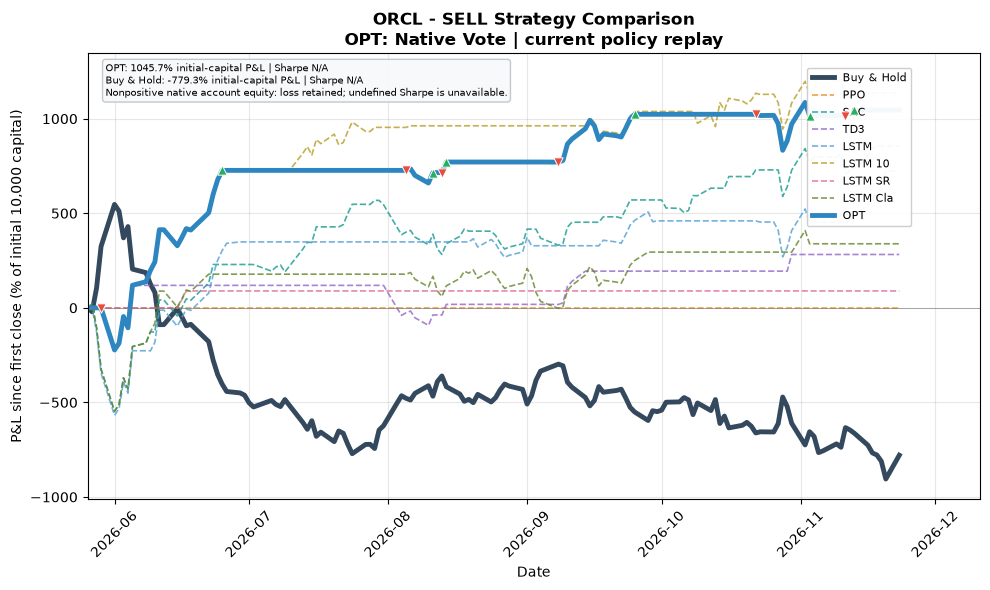 ORCL - SELL Strategy Comparison
OPT: Native Vote | current policy replay
OPT: 1045.7% initial-capital P&L | Sharpe N/A
Buy & Hold: -779.3% initial-capital P&L | Sharpe N/A
Nonpositive native account equity: loss retained; undefined Sharpe is unavailable.
Buy & Hold
PPO
SAC
TD3
LSTM
LSTM 10
LSTM SR
LSTM Cla
OPT
P&L since first close (% of initial 10,000 capital)
1000
500
0
−500
−1000
2026-06
2026-07
2026-08
2026-09
2026-10
2026-11
2026-12
Date